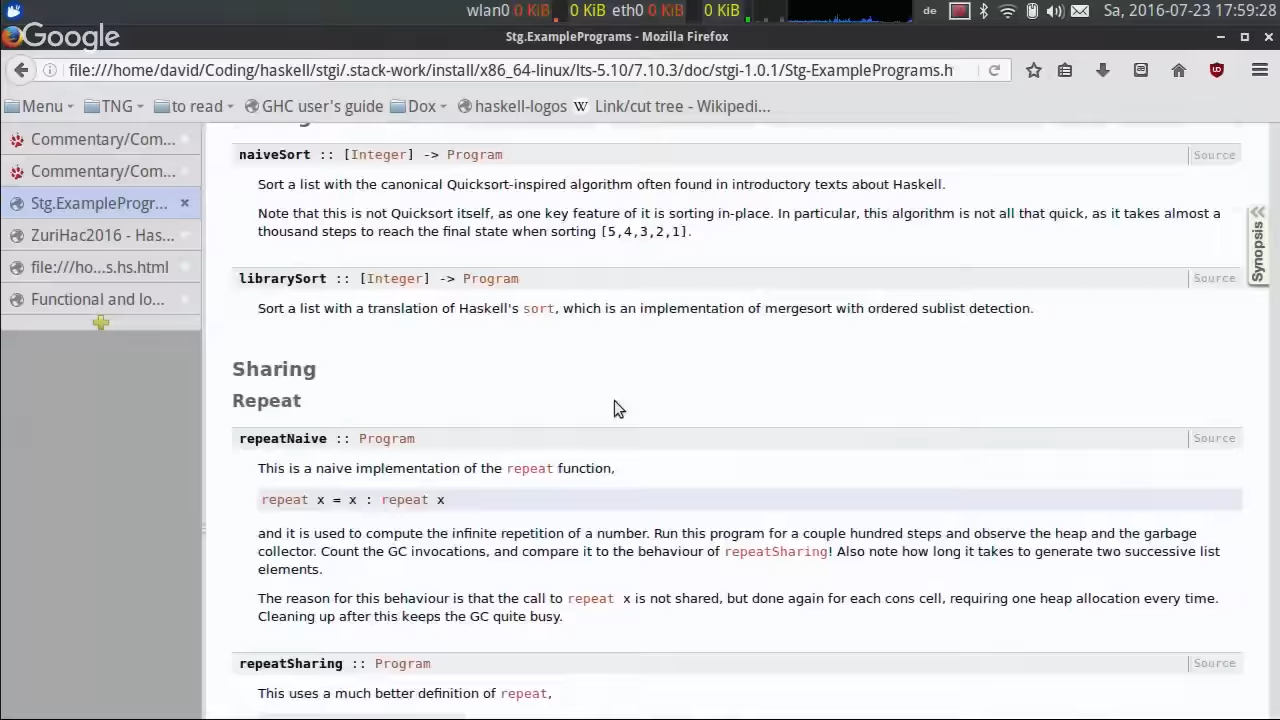 wlan0 0 KiB 0 KiB eth0 0 KiB 0 KiB de Sa, 2016-07-23 17:59:28
Google
Stg.ExamplePrograms - Mozilla Firefox
file:///home/david/Coding/haskell/stgi/.stack-work/install/x86_64-linux/lts-5.10/7.10.3/doc/stgi-1.0.1/Stg-ExamplePrograms.h
Menu TNG to read GHC user's guide Dox haskell-logos W Link/cut tree - Wikipedi...
Commentary/Com...
Commentary/Com...
Stg.ExampleProgr...
ZuriHac2016 - Has...
file:///ho...s.hs.html
Functional and lo...
naiveSort :: [Integer] -> Program Source
Sort a list with the canonical Quicksort-inspired algorithm often found in introductory texts about Haskell.
Note that this is not Quicksort itself, as one key feature of it is sorting in-place. In particular, this algorithm is not all that quick, as it takes almost a
thousand steps to reach the final state when sorting [5,4,3,2,1].
Synopsis
librarySort :: [Integer] -> Program Source
Sort a list with a translation of Haskell's sort, which is an implementation of mergesort with ordered sublist detection.
Sharing
Repeat
repeatNaive :: Program Source
This is a naive implementation of the repeat function,
repeat x = x : repeat x
and it is used to compute the infinite repetition of a number. Run this program for a couple hundred steps and observe the heap and the garbage
collector. Count the GC invocations, and compare it to the behaviour of repeatSharing! Also note how long it takes to generate two successive list
elements.
The reason for this behaviour is that the call to repeat x is not shared, but done again for each cons cell, requiring one heap allocation every time.
Cleaning up after this keeps the GC quite busy.
repeatSharing :: Program Source
This uses a much better definition of repeat,